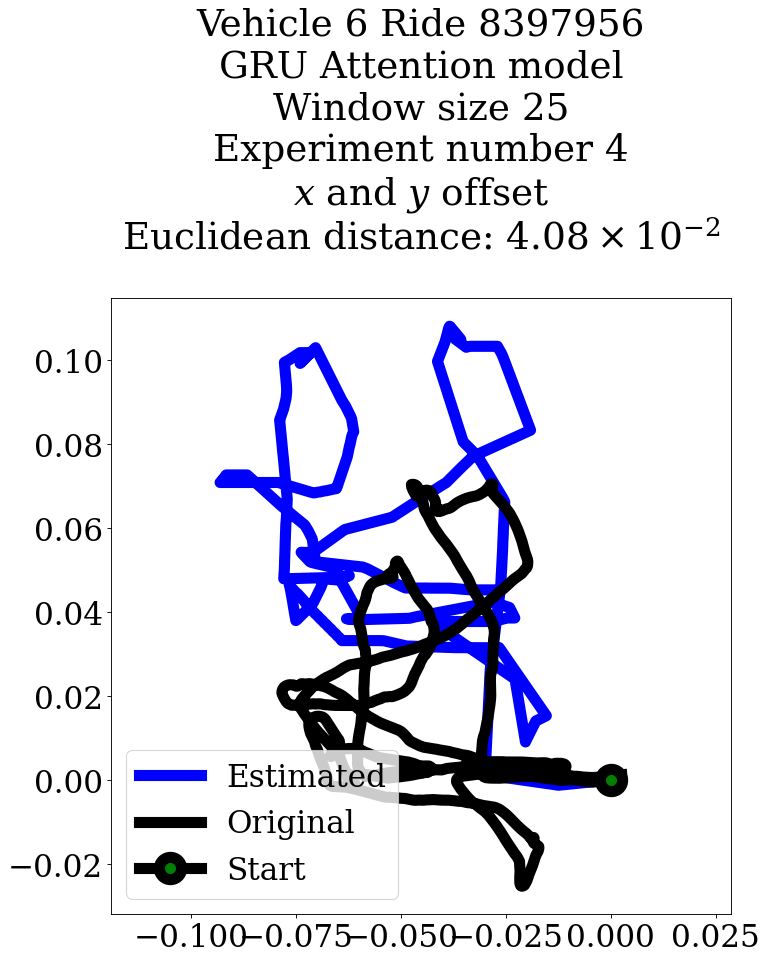 Vehicle 6 Ride 8397956
GRU Attention model
Window size 25
Experiment number 4
x and y offset
Euclidean distance: 4.08 × 10⁻²
0.10
0.08
0.06
0.04
0.02
0.00
−0.02
Estimated
Original
Start
−0.100 −0.075 −0.050 −0.025 0.000 0.025